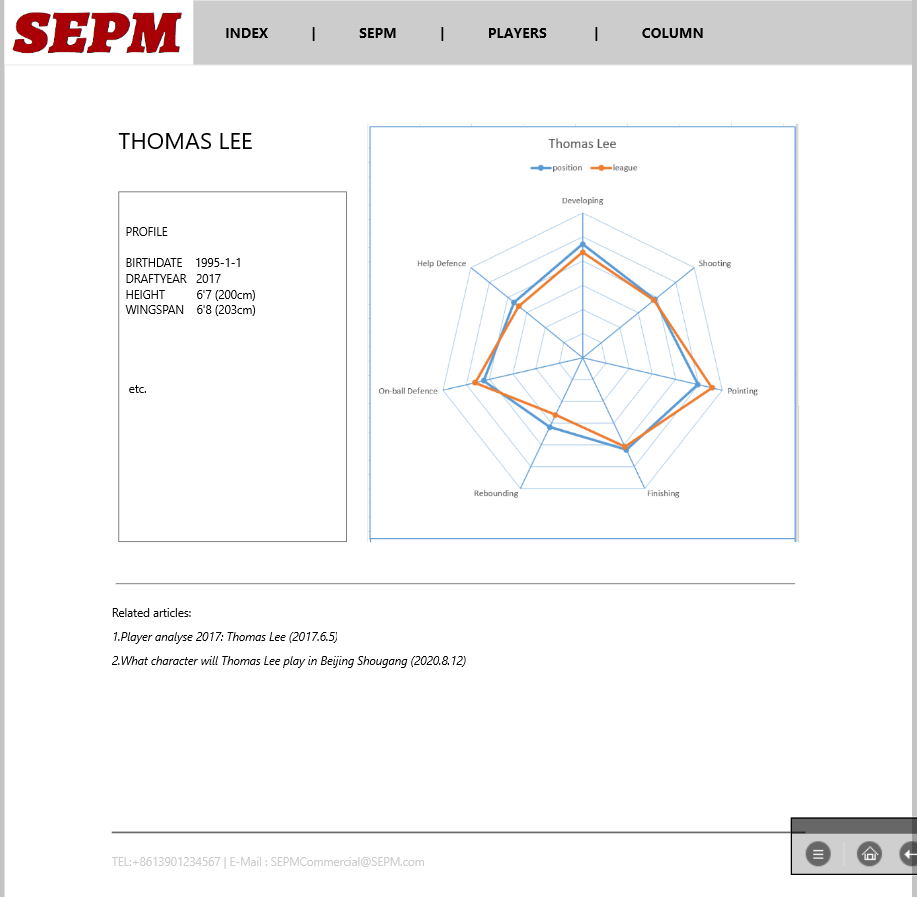 SEPM
INDEX | SEPM | PLAYERS | COLUMN
THOMAS LEE
PROFILE
BIRTHDATE 1995-1-1
DRAFTYEAR 2017
HEIGHT 6'7 (200cm)
WINGSPAN 6'8 (203cm)
etc.
Thomas Lee
position league
Developing
Help Defence
Shooting
On-ball Defence
Pointing
Rebounding
Finishing
Related articles:
1.Player analyse 2017: Thomas Lee (2017.6.5)
2.What character will Thomas Lee play in Beijing Shougang (2020.8.12)
TEL:+8613901234567 | E-Mail : SEPMCommercial@SEPM.com